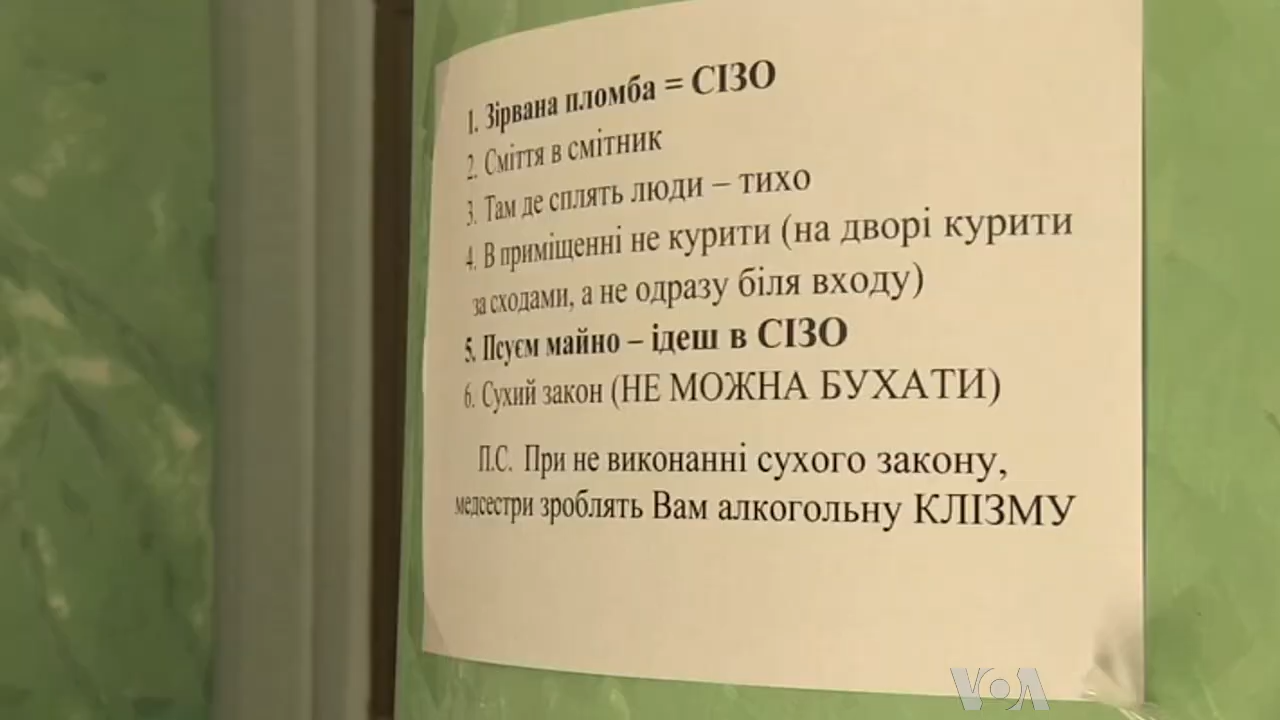 1. Зірвана пломба = СІЗО
2. Сміття в смітник
3. Там де сплять люди – тихо
4. В приміщенні не курити (на дворі курити
за сходами, а не одразу біля входу)
5. Псуєм майно – ідеш в СІЗО
6. Сухий закон (НЕ МОЖНА БУХАТИ)
П.С. При не виконанні сухого закону,
медсестри зроблять Вам алкогольну КЛІЗМУ
VOA